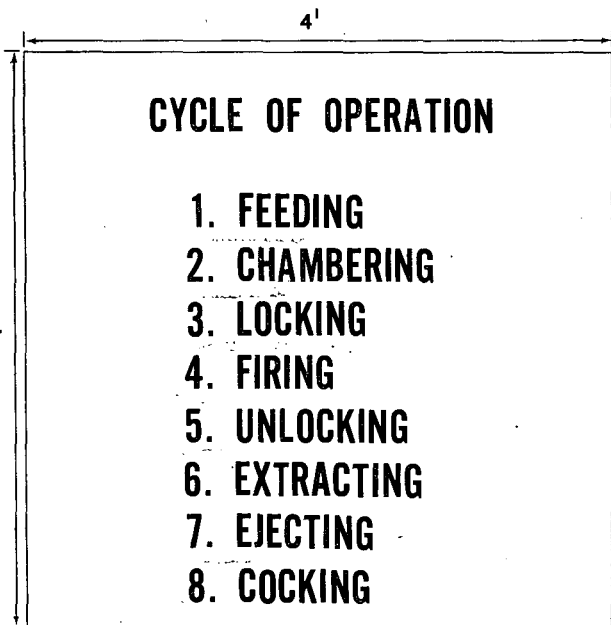 4'
CYCLE OF OPERATION
1. FEEDING
2. CHAMBERING
3. LOCKING
4. FIRING
5. UNLOCKING
6. EXTRACTING
7. EJECTING
8. COCKING